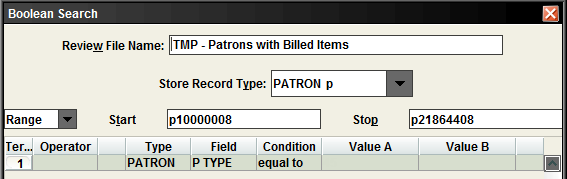 Boolean Search
Review File Name: TMP - Patrons with Billed Items
Store Record Type: PATRON p
Range Start p10000008 Stop p21864408
Ter... Operator Type Field Condition Value A Value B
1 PATRON P TYPE equal to